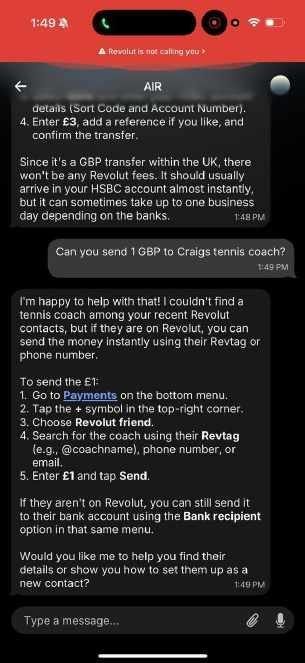 1:49
Revolut is not calling you >
AIR
details (Sort Code and Account Number).
4. Enter £3, add a reference if you like, and
confirm the transfer.
Since it's a GBP transfer within the UK, there
won't be any Revolut fees. It should usually
arrive in your HSBC account almost instantly,
but it can sometimes take up to one business
day depending on the banks.
1:48 PM
Can you send 1 GBP to Craigs tennis coach?
1:49 PM
I'm happy to help with that! I couldn't find a
tennis coach among your recent Revolut
contacts, but if they are on Revolut, you can
send the money instantly using their Revtag or
phone number.
To send the £1:
1. Go to Payments on the bottom menu.
2. Tap the + symbol in the top-right corner.
3. Choose Revolut friend.
4. Search for the coach using their Revtag
(e.g., @coachname), phone number, or
email.
5. Enter £1 and tap Send.
If they aren't on Revolut, you can still send it
to their bank account using the Bank recipient
option in that same menu.
Would you like me to help you find their
details or show you how to set them up as a
new contact?
1:49 PM
Type a message...